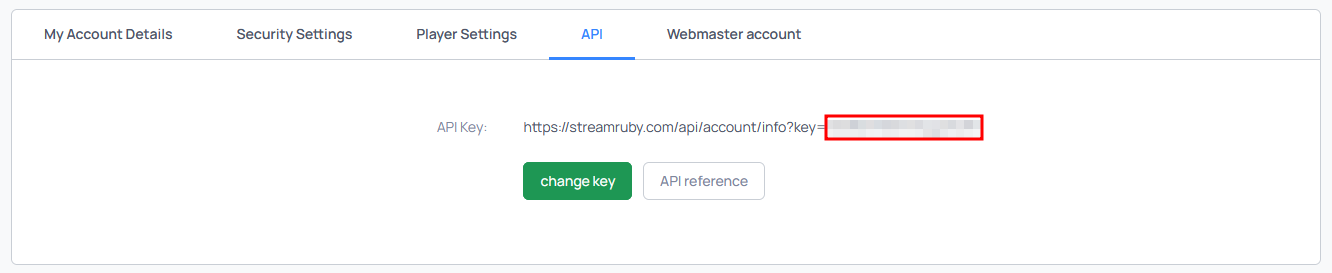 My Account Details Security Settings Player Settings API Webmaster account
API Key: https://streamruby.com/api/account/info?key=
change key API reference